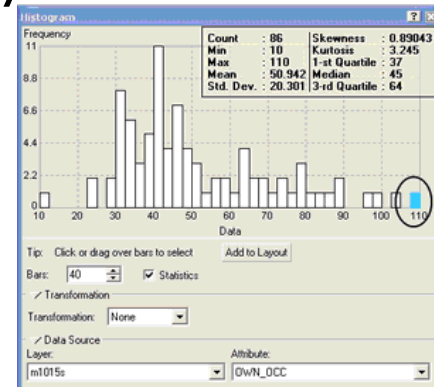 Histogram
Frequency
Count : 86 Skewness : 0.89043
Min : 10 Kurtosis : 3.245
Max : 110 1-st Quartile : 37
Mean : 50.942 Median : 45
Std. Dev. : 20.301 3-rd Quartile : 64
11
8.8
6.6
4.4
2.2
0
10 20 30 40 50 60 70 80 90 100 110
Data
Tip: Click or drag over bars to select Add to Layout
Bars: 40 Statistics
Transformation
Transformation: None
Data Source
Layer: Attribute:
m1015s OWN_OCC